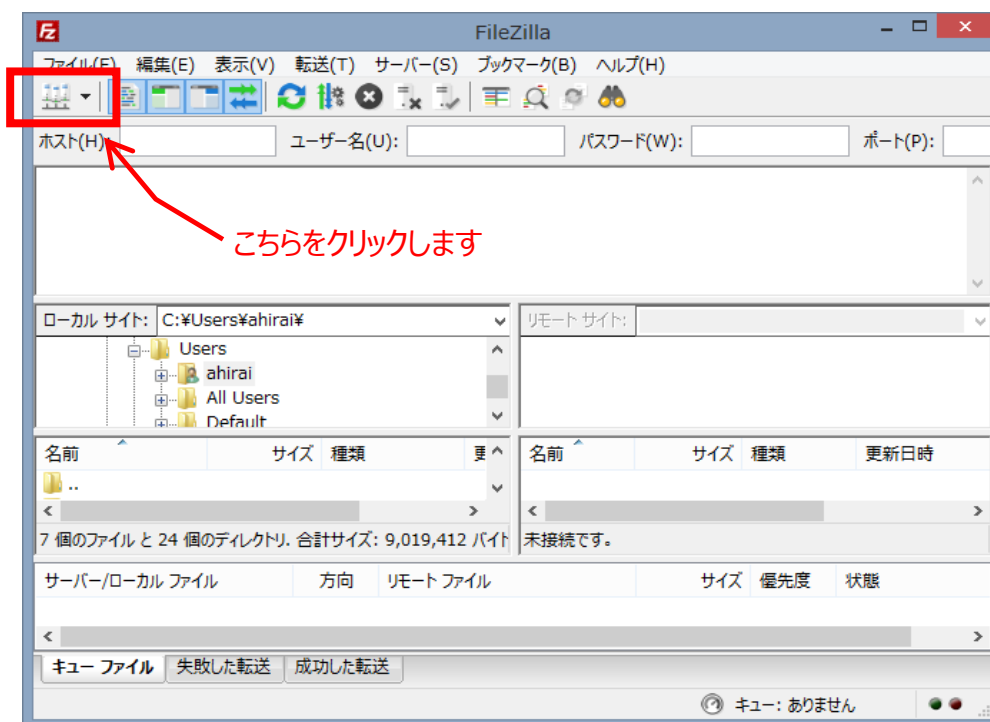 FileZilla
ファイル(F) 編集(E) 表示(V) 転送(T) サーバー(S) ブックマーク(B) ヘルプ(H)
ホスト(H): ユーザー名(U): パスワード(W): ポート(P):
こちらをクリックします
ローカル サイト: C:¥Users¥ahirai¥ リモート サイト:
Users
ahirai
All Users
Default
名前 サイズ 種類 更 名前 サイズ 種類 更新日時
..
7 個のファイル と 24 個のディレクトリ. 合計サイズ: 9,019,412 バイト 未接続です。
サーバー/ローカル ファイル 方向 リモート ファイル サイズ 優先度 状態
キュー ファイル 失敗した転送 成功した転送
キュー: ありません